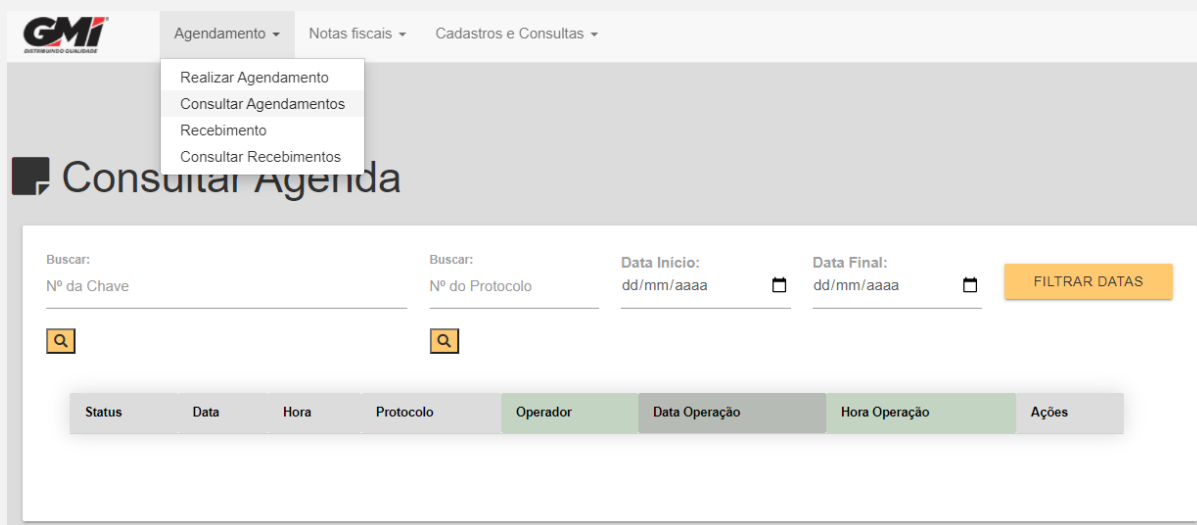 GMi
DISTRIBUINDO QUALIDADE
Agendamento Notas fiscais Cadastros e Consultas
Realizar Agendamento
Consultar Agendamentos
Recebimento
Consultar Recebimentos
Consultar Agenda
Buscar: Buscar: Data Inicio: Data Final:
Nº da Chave Nº do Protocolo dd/mm/aaaa dd/mm/aaaa FILTRAR DATAS
Status Data Hora Protocolo Operador Data Operação Hora Operação Ações